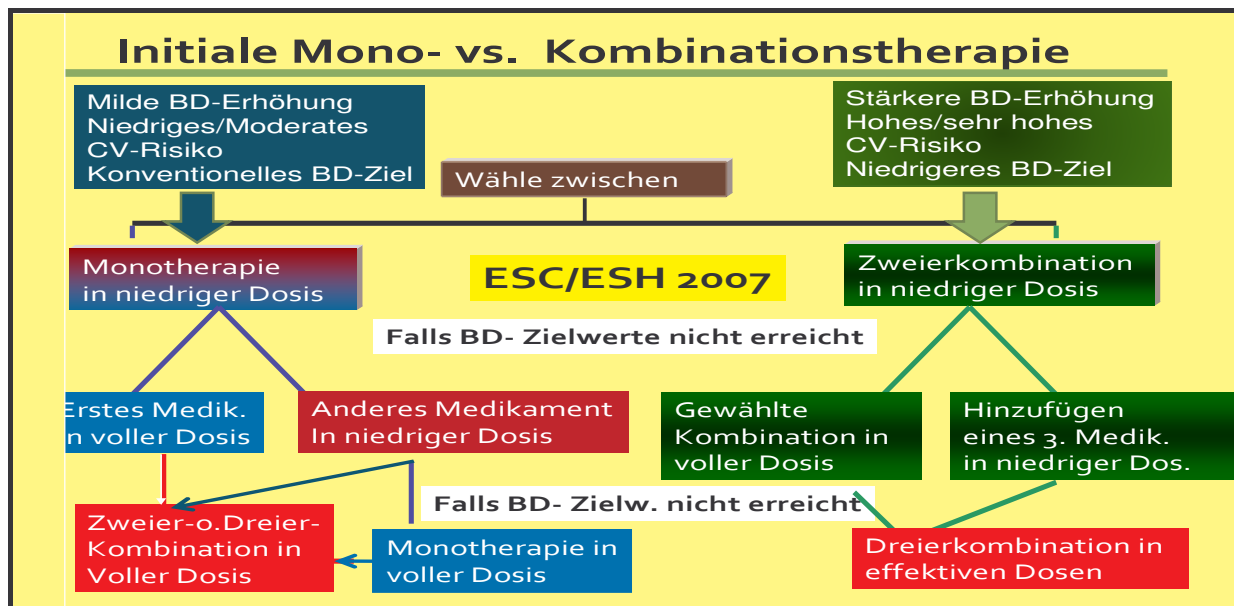 Initiale Mono- vs. Kombinationstherapie
Milde BD-Erhöhung
Niedriges/Moderates
CV-Risiko
Konventionelles BD-Ziel
Wähle zwischen
Stärkere BD-Erhöhung
Hohes/sehr hohes
CV-Risiko
Niedrigeres BD-Ziel
Monotherapie
in niedriger Dosis
ESC/ESH 2007
Zweierkombination
in niedriger Dosis
Falls BD- Zielwerte nicht erreicht
Erstes Medik.
in voller Dosis
Anderes Medikament
In niedriger Dosis
Gewählte
Kombination in
voller Dosis
Hinzufügen
eines 3. Medik.
in niedriger Dos.
Falls BD- Zielw. nicht erreicht
Zweier-o.Dreier-
Kombination in
Voller Dosis
Monotherapie in
voller Dosis
Dreierkombination in
effektiven Dosen